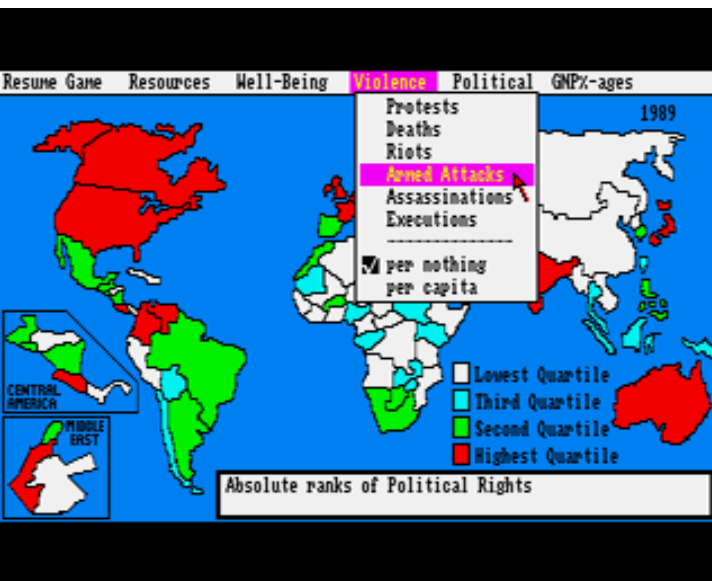 Resume Game Resources Well-Being Violence Political GNP%-ages
Protests
Deaths
Riots
Armed Attacks
Assassinations
Executions
--------------
per nothing
per capita
1989
CENTRAL
AMERICA
MIDDLE
EAST
Lowest Quartile
Third Quartile
Second Quartile
Highest Quartile
Absolute ranks of Political Rights